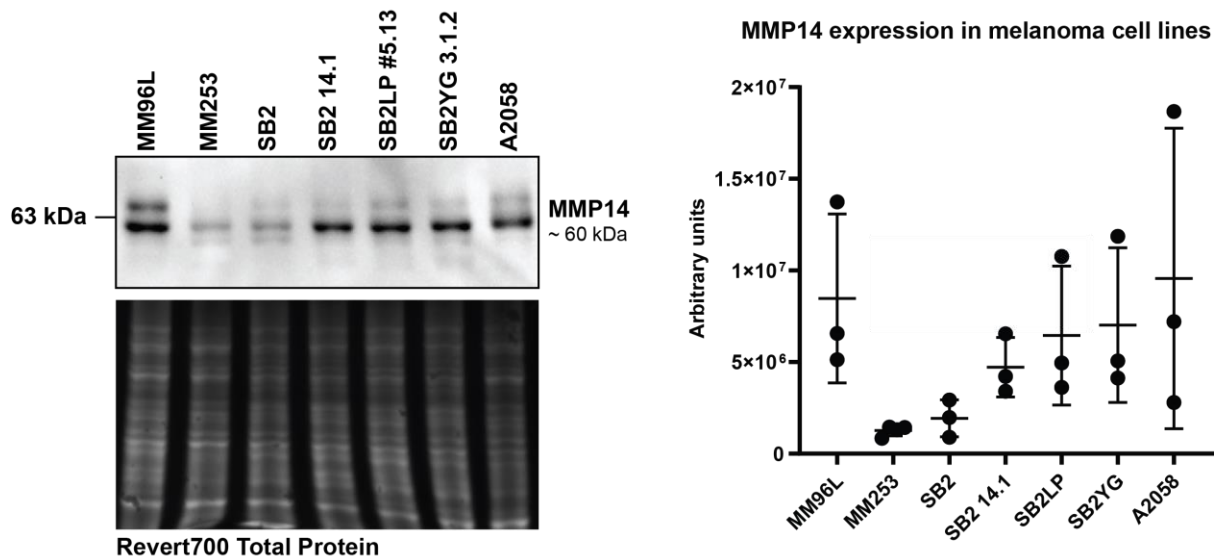 MM96L
MM253
SB2
SB2 14.1
SB2LP #5.13
SB2YG 3.1.2
A2058
63 kDa
MMP14
~ 60 kDa
Revert700 Total Protein
MMP14 expression in melanoma cell lines
Arbitrary units
2×10⁷
1.5×10⁷
1×10⁷
5×10⁶
0
MM96L
MM253
SB2
SB2 14.1
SB2LP
SB2YG
A2058